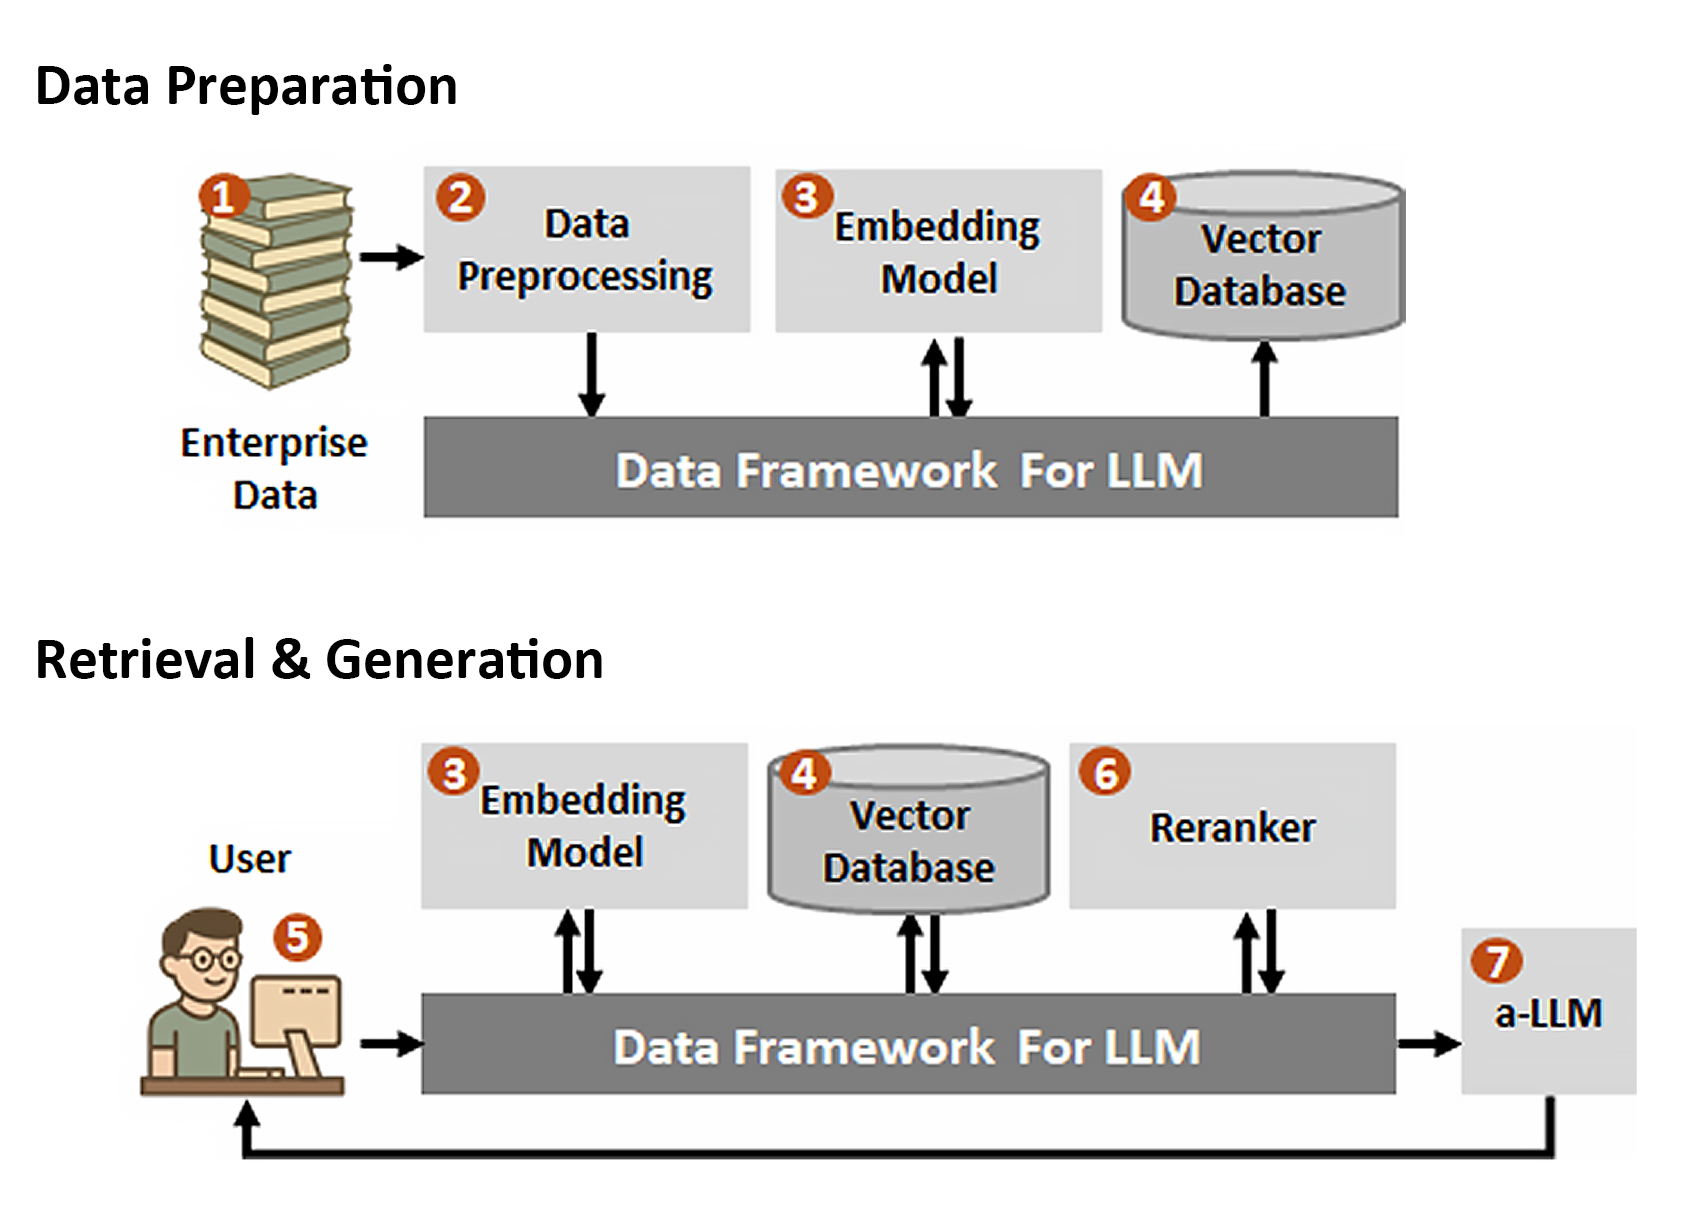 Data Preparation
1
2
Data
Preprocessing
3
Embedding
Model
4
Vector
Database
Enterprise
Data
Data Framework For LLM
Retrieval & Generation
User
5
3
Embedding
Model
4
Vector
Database
6
Reranker
Data Framework For LLM
7
a-LLM